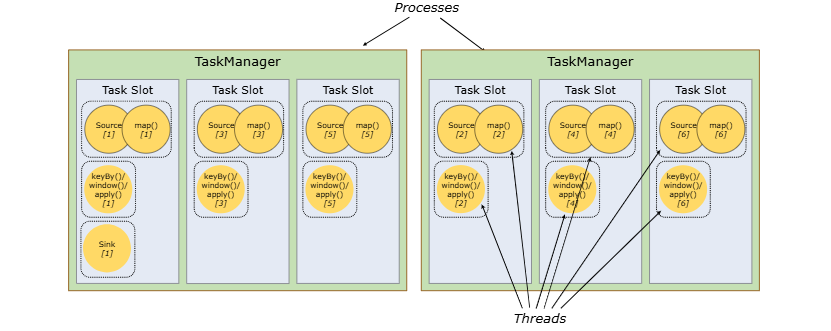 Processes
TaskManager
TaskManager
Task Slot
Task Slot
Task Slot
Task Slot
Task Slot
Task Slot
Source
[1]
map()
[1]
Source
[3]
map()
[3]
Source
[5]
map()
[5]
Source
[2]
map()
[2]
Source
[4]
map()
[4]
Source
[6]
map()
[6]
keyBy()/
window()/
apply()
[1]
keyBy()/
window()/
apply()
[3]
keyBy()/
window()/
apply()
[5]
keyBy()/
window()/
apply()
[2]
keyBy()/
window()/
apply()
[4]
keyBy()/
window()/
apply()
[6]
Sink
[1]
Threads